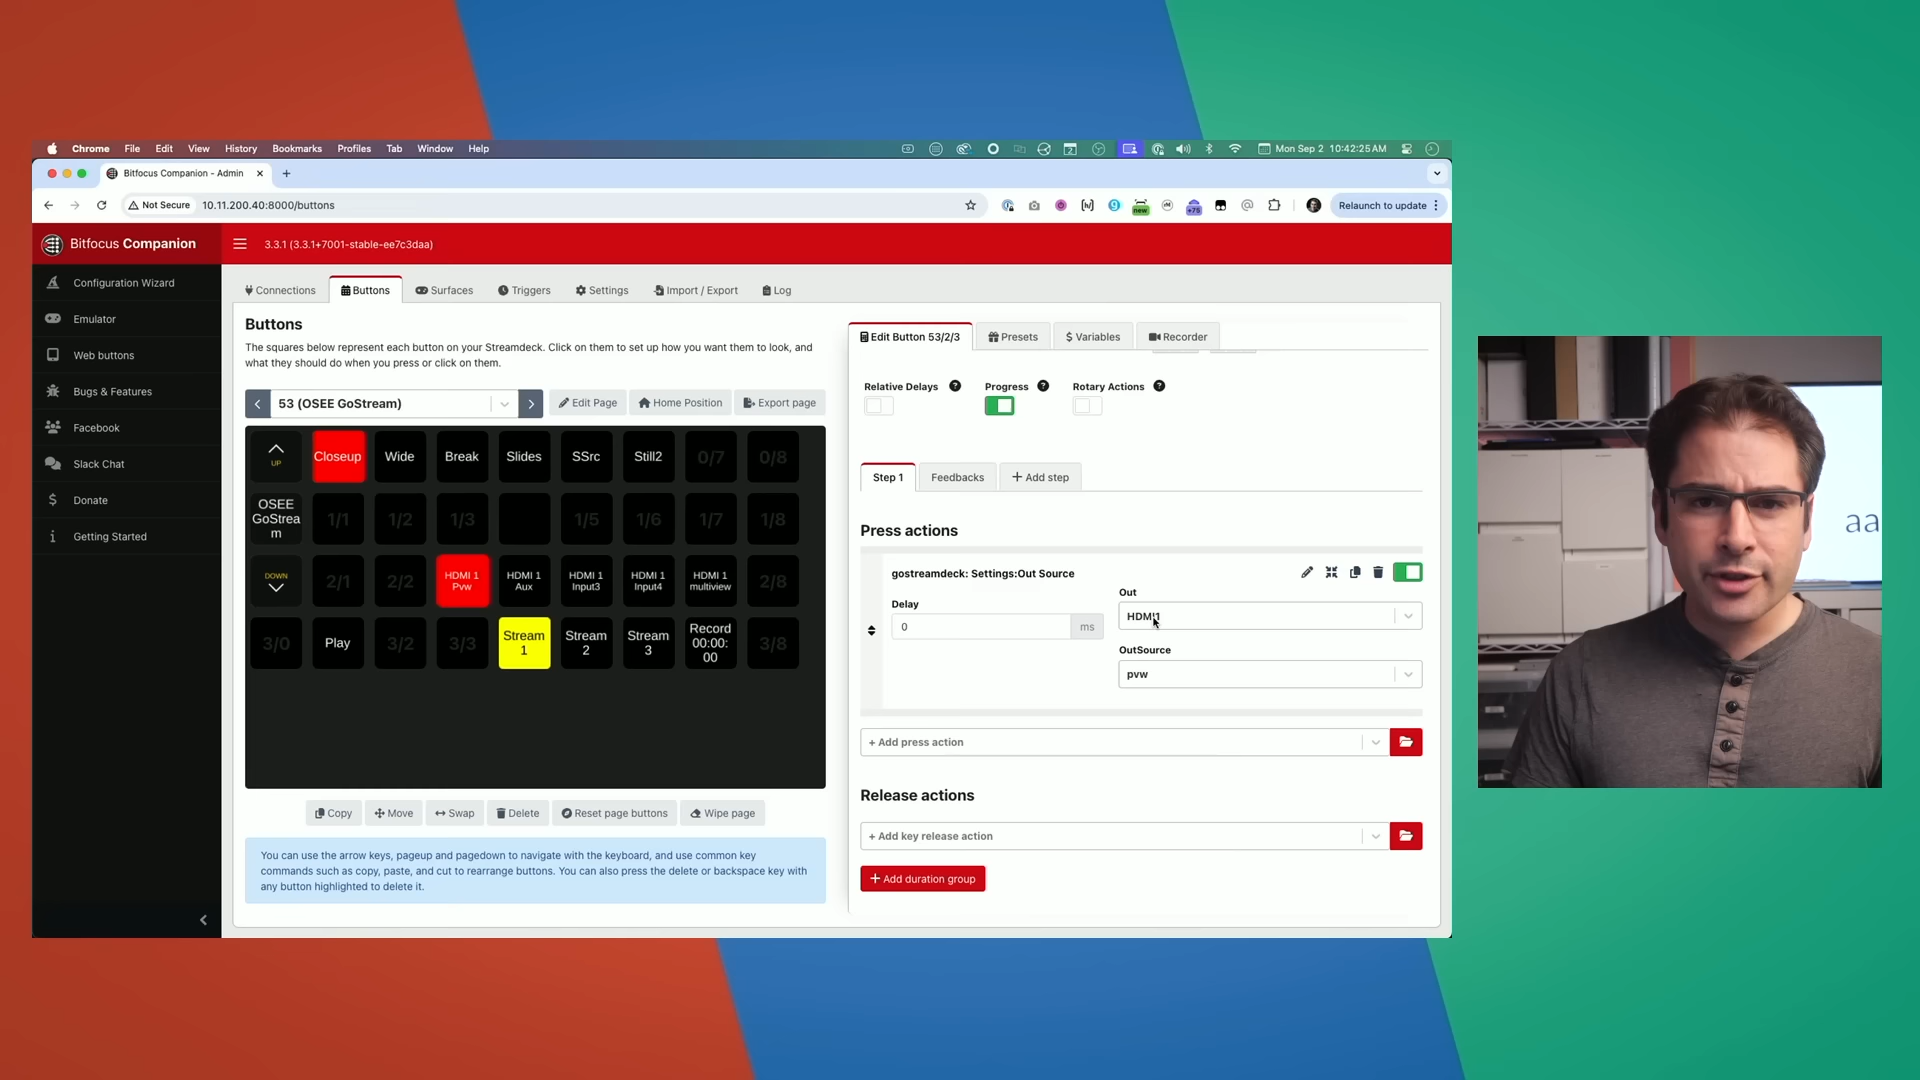 Chrome File Edit View History Bookmarks Profiles Tab Window Help
Mon Sep 2 10:42:25 AM
Bitfocus Companion - Admin
Not Secure 10.11.200.40:8000/buttons
new
+75
Relaunch to update
Bitfocus Companion
3.3.1 (3.3.1+7001-stable-ee7c3daa)
Configuration Wizard
Emulator
Web buttons
Bugs & Features
Facebook
Slack Chat
Donate
Getting Started
Connections Buttons Surfaces Triggers Settings Import / Export Log
Buttons
The squares below represent each button on your Streamdeck. Click on them to set up how you want them to look, and
what they should do when you press or click on them.
53 (OSEE GoStream)
Edit Page Home Position Export page
UP Closeup Wide Break Slides SSrc Still2 0/7 0/8
OSEE
GoStrea
m
1/1 1/2 1/3 1/5 1/6 1/7 1/8
DOWN 2/1 2/2
HDMI 1
Pvw
HDMI 1
Aux
HDMI 1
Input3
HDMI 1
Input4
HDMI 1
multiview
2/8
3/0 Play 3/2 3/3
Stream
1
Stream
2
Stream
3
Record
00:00:
00
3/8
Copy Move Swap Delete Reset page buttons Wipe page
You can use the arrow keys, pageup and pagedown to navigate with the keyboard, and use common key
commands such as copy, paste, and cut to rearrange buttons. You can also press the delete or backspace key with
any button highlighted to delete it.
Edit Button 53/2/3 Presets Variables Recorder
Relative Delays Progress Rotary Actions
Step 1 Feedbacks Add step
Press actions
gostreamdeck: Settings:Out Source
Delay
0 ms
Out
HDMI1
OutSource
pvw
+ Add press action
Release actions
+ Add key release action
+ Add duration group
aa